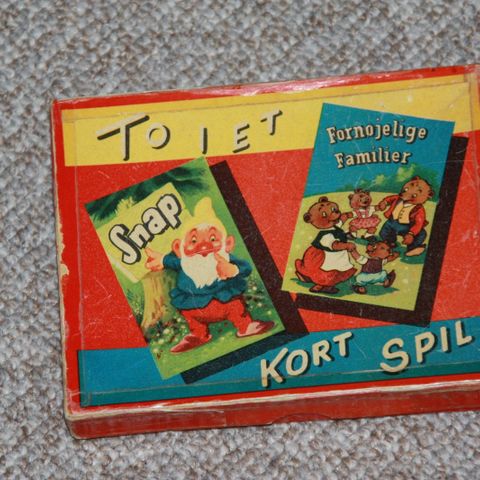 TO I ET
Snap
Fornøjelige
Familier
KORT SPIL